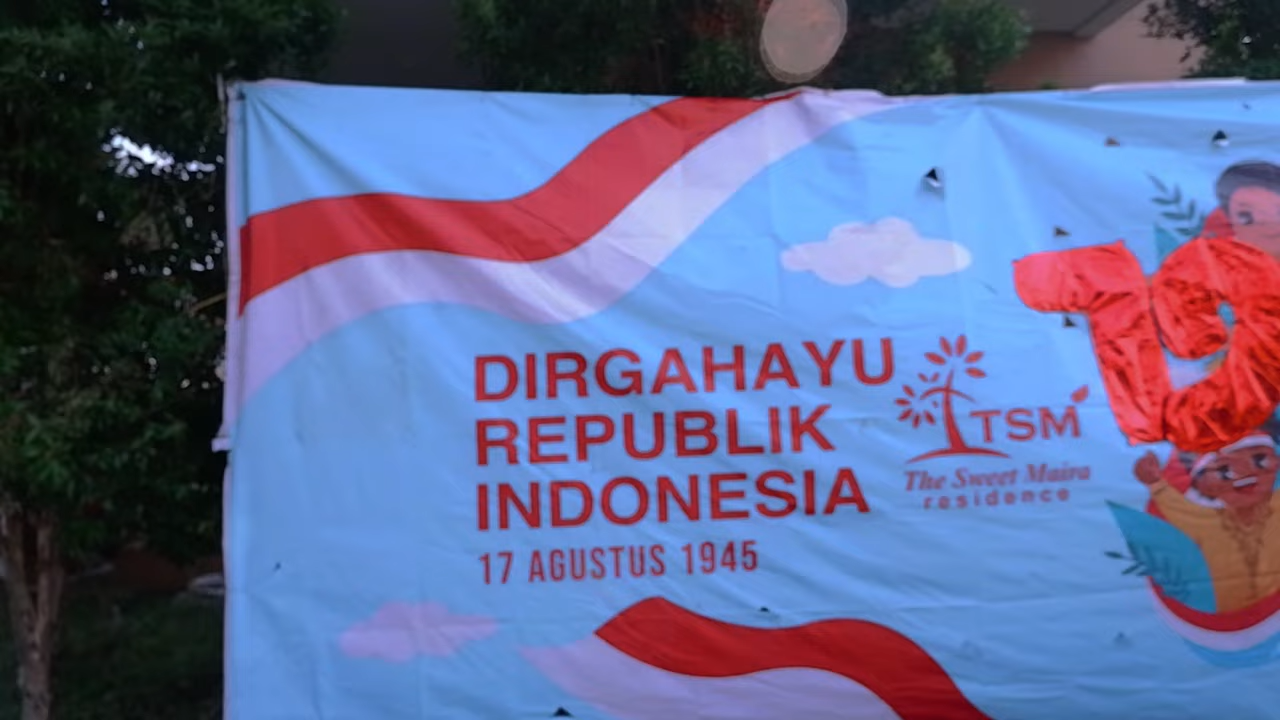 DIRGAHAYU
REPUBLIK
INDONESIA
17 AGUSTUS 1945
TSM
The Sweet Maira
residence